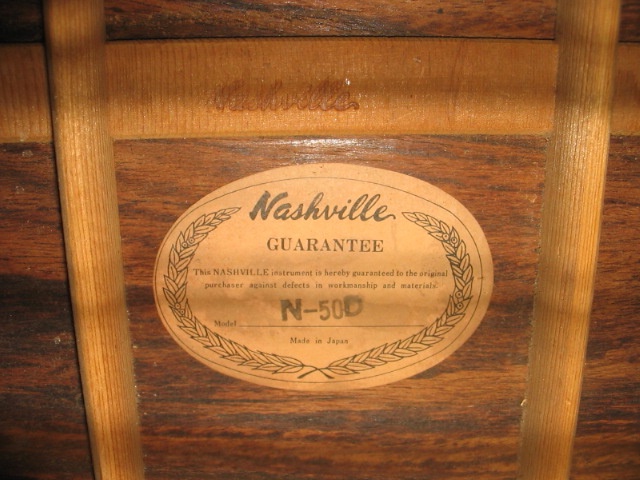 Nashville
Nashville
GUARANTEE
This NASHVILLE instrument is hereby guaranteed to the original
purchaser against defects in workmanship and materials.
Model N-50D
Made in Japan